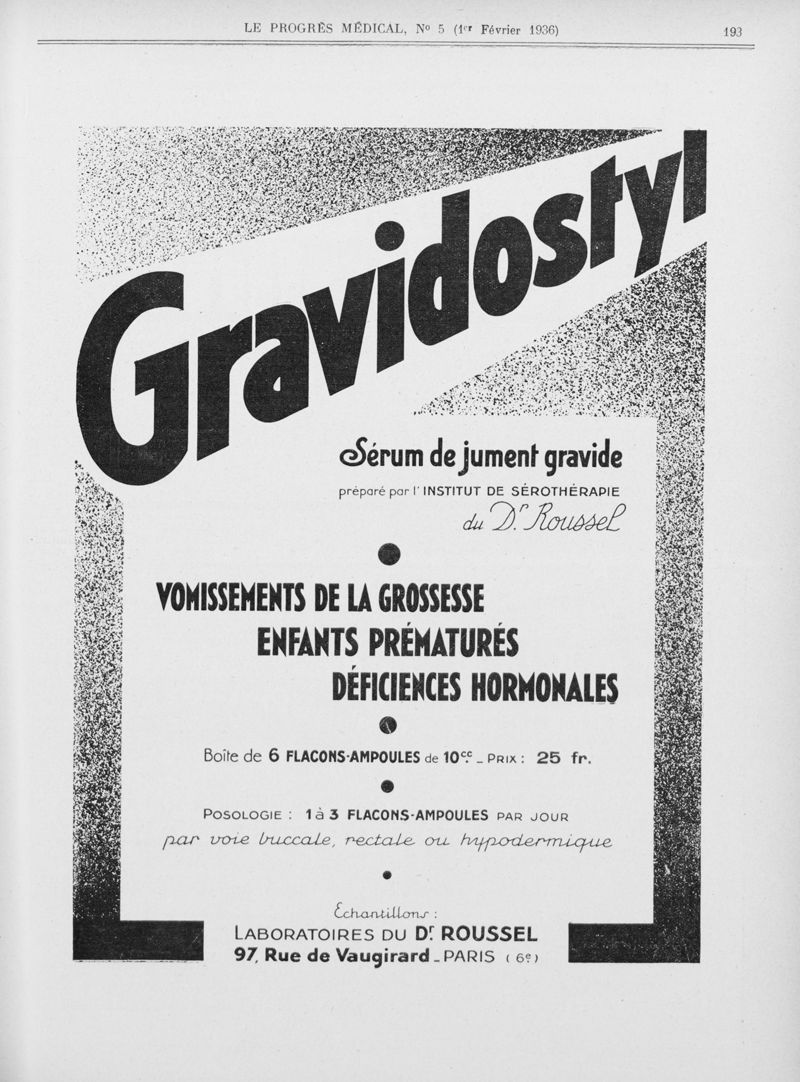 LE PROGRÈS MÉDICAL, Nº 5 (1er Février 1936)
193
Gravidostyl
Sérum de jument gravide
préparé par l'INSTITUT DE SÉROTHÉRAPIE
du Dr Roussel
VOMISSEMENTS DE LA GROSSESSE
ENFANTS PRÉMATURÉS
DÉFICIENCES HORMONALES
Boîte de 6 FLACONS-AMPOULES de 10cc. - PRIX : 25 fr.
POSOLOGIE : 1 à 3 FLACONS-AMPOULES PAR JOUR
par voie buccale, rectale ou hypodermique
Échantillons :
LABORATOIRES DU Dr ROUSSEL
97, Rue de Vaugirard - PARIS (6e)